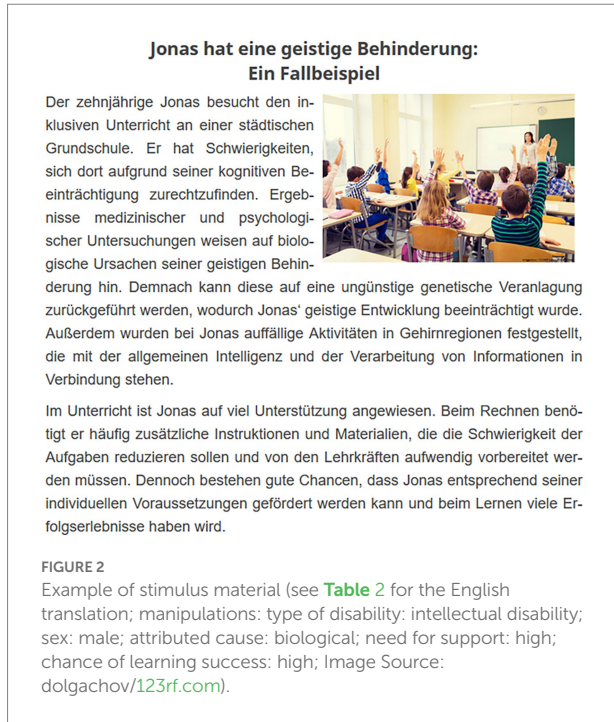 Jonas hat eine geistige Behinderung:
Ein Fallbeispiel
Der zehnjährige Jonas besucht den in-
klusiven Unterricht an einer städtischen
Grundschule. Er hat Schwierigkeiten,
sich dort aufgrund seiner kognitiven Be-
einträchtigung zurechtzufinden. Ergeb-
nisse medizinischer und psychologi-
scher Untersuchungen weisen auf biolo-
gische Ursachen seiner geistigen Behin-
derung hin. Demnach kann diese auf eine ungünstige genetische Veranlagung
zurückgeführt werden, wodurch Jonas‘ geistige Entwicklung beeinträchtigt wurde.
Außerdem wurden bei Jonas auffällige Aktivitäten in Gehirnregionen festgestellt,
die mit der allgemeinen Intelligenz und der Verarbeitung von Informationen in
Verbindung stehen.
Im Unterricht ist Jonas auf viel Unterstützung angewiesen. Beim Rechnen benö-
tigt er häufig zusätzliche Instruktionen und Materialien, die die Schwierigkeit der
Aufgaben reduzieren sollen und von den Lehrkräften aufwendig vorbereitet wer-
den müssen. Dennoch bestehen gute Chancen, dass Jonas entsprechend seiner
individuellen Voraussetzungen gefördert werden kann und beim Lernen viele Er-
folgserlebnisse haben wird.
FIGURE 2
Example of stimulus material (see Table 2 for the English
translation; manipulations: type of disability: intellectual disability;
sex: male; attributed cause: biological; need for support: high;
chance of learning success: high; Image Source:
dolgachov/123rf.com).